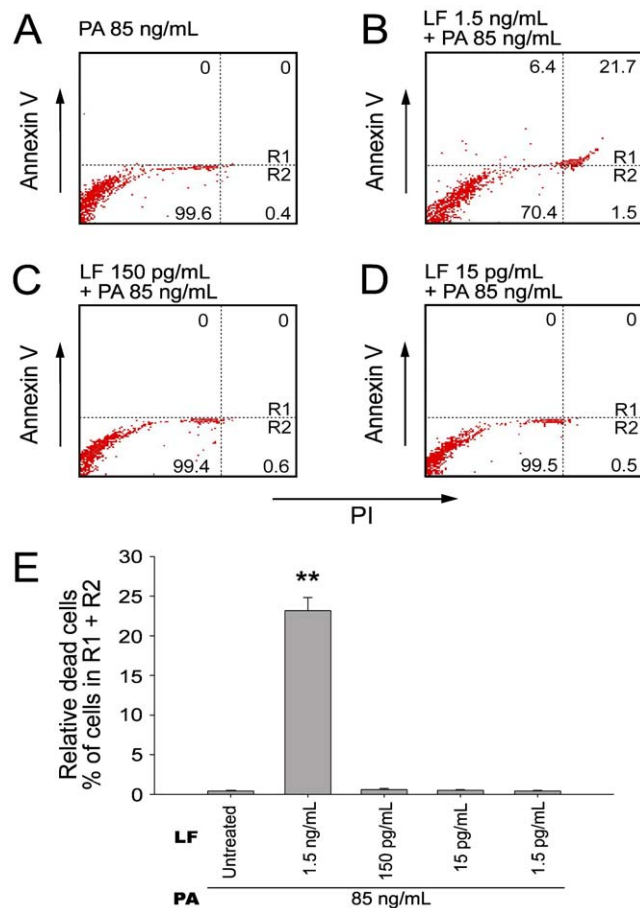 A
PA 85 ng/mL
Annexin V
0 0
R1
R2
99.6 0.4
B
LF 1.5 ng/mL
+ PA 85 ng/mL
Annexin V
6.4 21.7
R1
R2
70.4 1.5
C
LF 150 pg/mL
+ PA 85 ng/mL
Annexin V
0 0
R1
R2
99.4 0.6
D
LF 15 pg/mL
+ PA 85 ng/mL
Annexin V
0 0
R1
R2
99.5 0.5
PI
E
Relative dead cells
% of cells in R1 + R2
30
25
20
15
10
5
0
**
LF
Untreated
1.5 ng/mL
150 pg/mL
15 pg/mL
1.5 pg/mL
PA
85 ng/mL